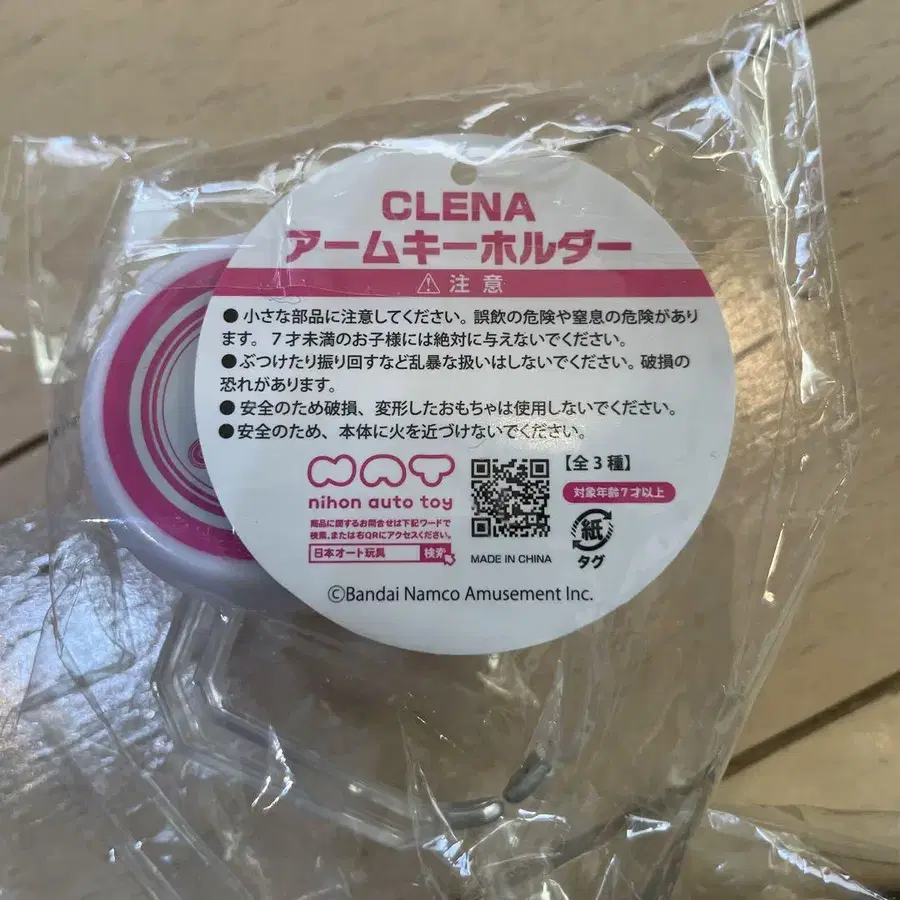 CLENA
アームキーホルダー
⚠注意
● 小さな部品に注意してください。誤飲の危険や窒息の危険があり
ます。7才未満のお子様には絶対に与えないでください。
●ぶつけたり振り回すなど乱暴な扱いはしないでください。破損の
恐れがあります。
● 安全のため破損、変形したおもちゃは使用しないでください。
●安全のため、本体に火を近づけないでください。
NAT
nihon auto toy
商品に関するお問合せは下記ワードで
検索、または右QRにアクセスください。
日本オート玩具 検索
MADE IN CHINA
【全3種】
対象年齢7才以上
紙
タグ
©Bandai Namco Amusement Inc.